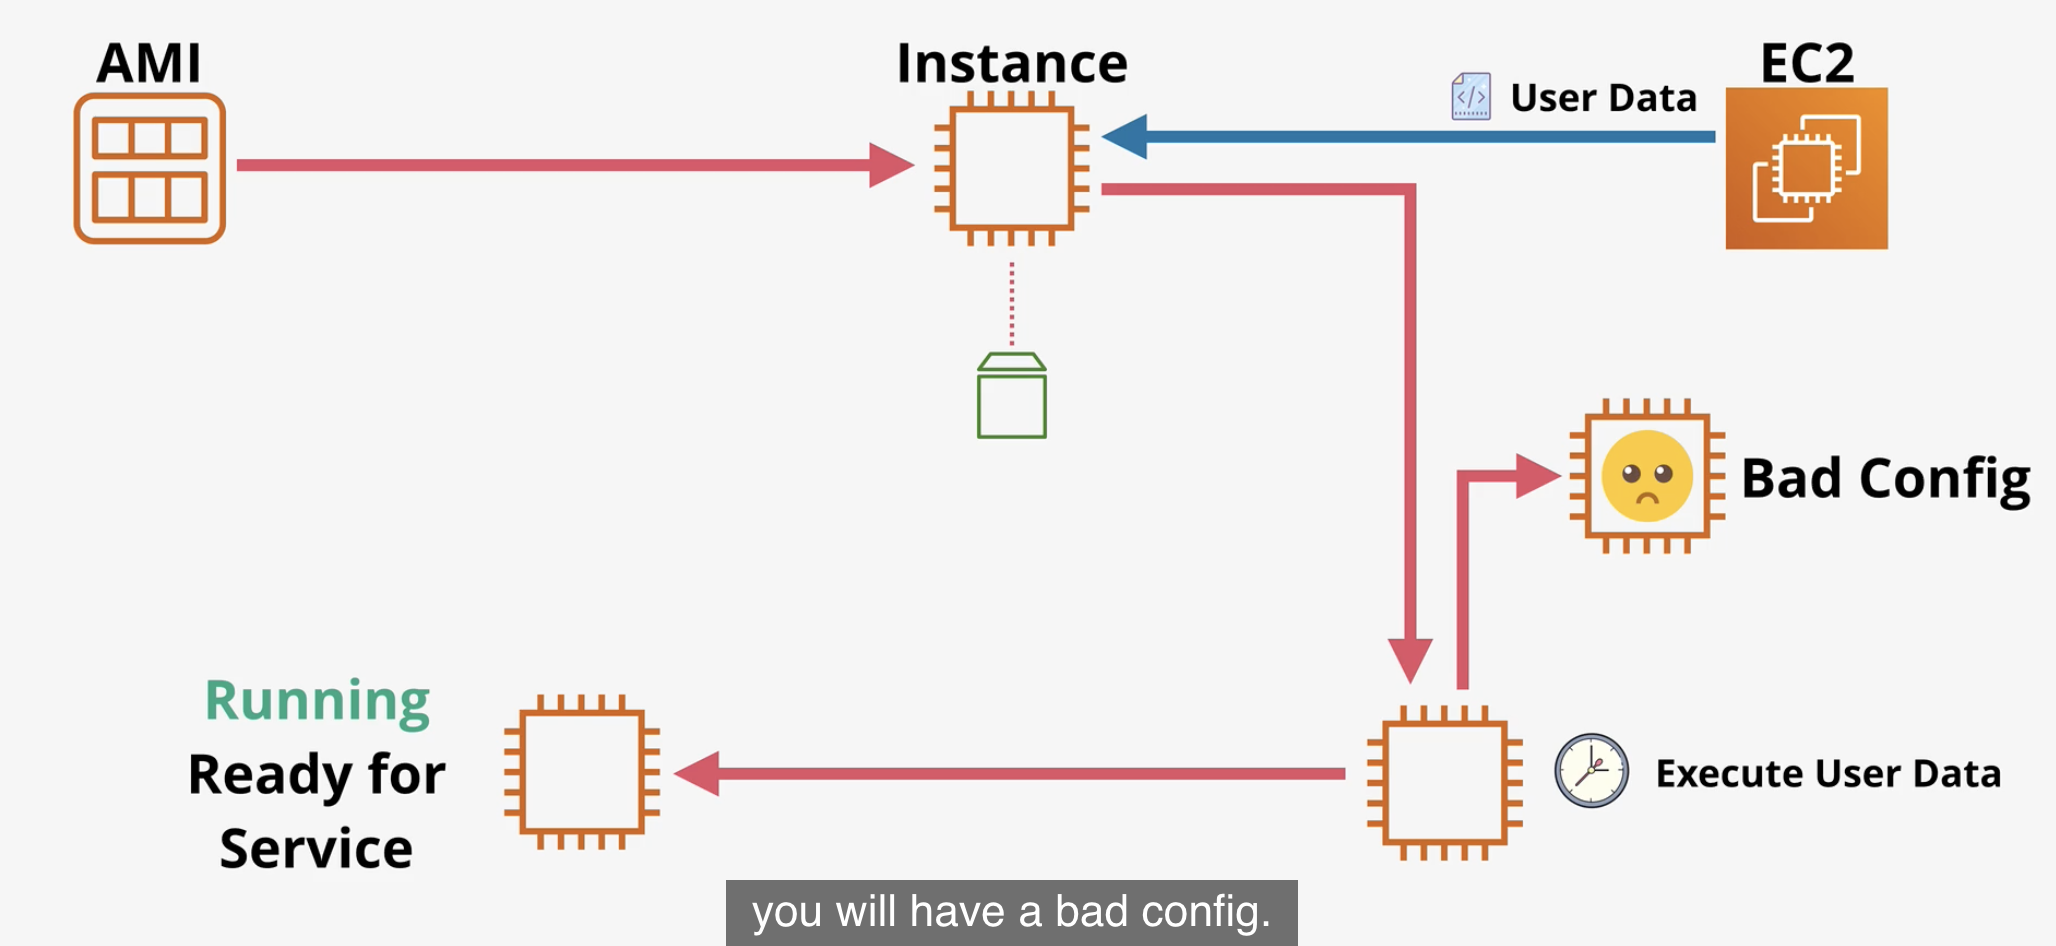 AMI
Instance
EC2
</> User Data
Bad Config
Running
Ready for
Service
Execute User Data
you will have a bad config.